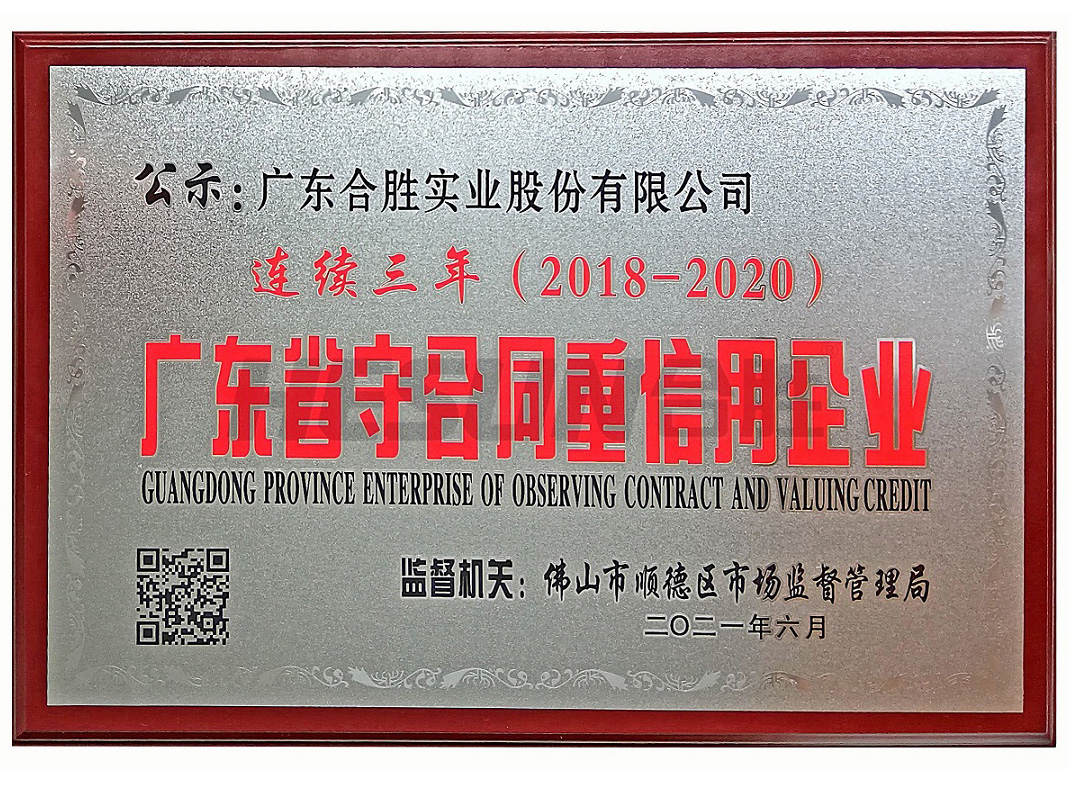 公示:广东合胜实业股份有限公司
连续三年(2018-2020)
广东省守合同重信用企业
GUANGDONG PROVINCE ENTERPRISE OF OBSERVING CONTRACT AND VALUING CREDIT
监督机关:佛山市顺德区市场监督管理局
二〇二一年六月